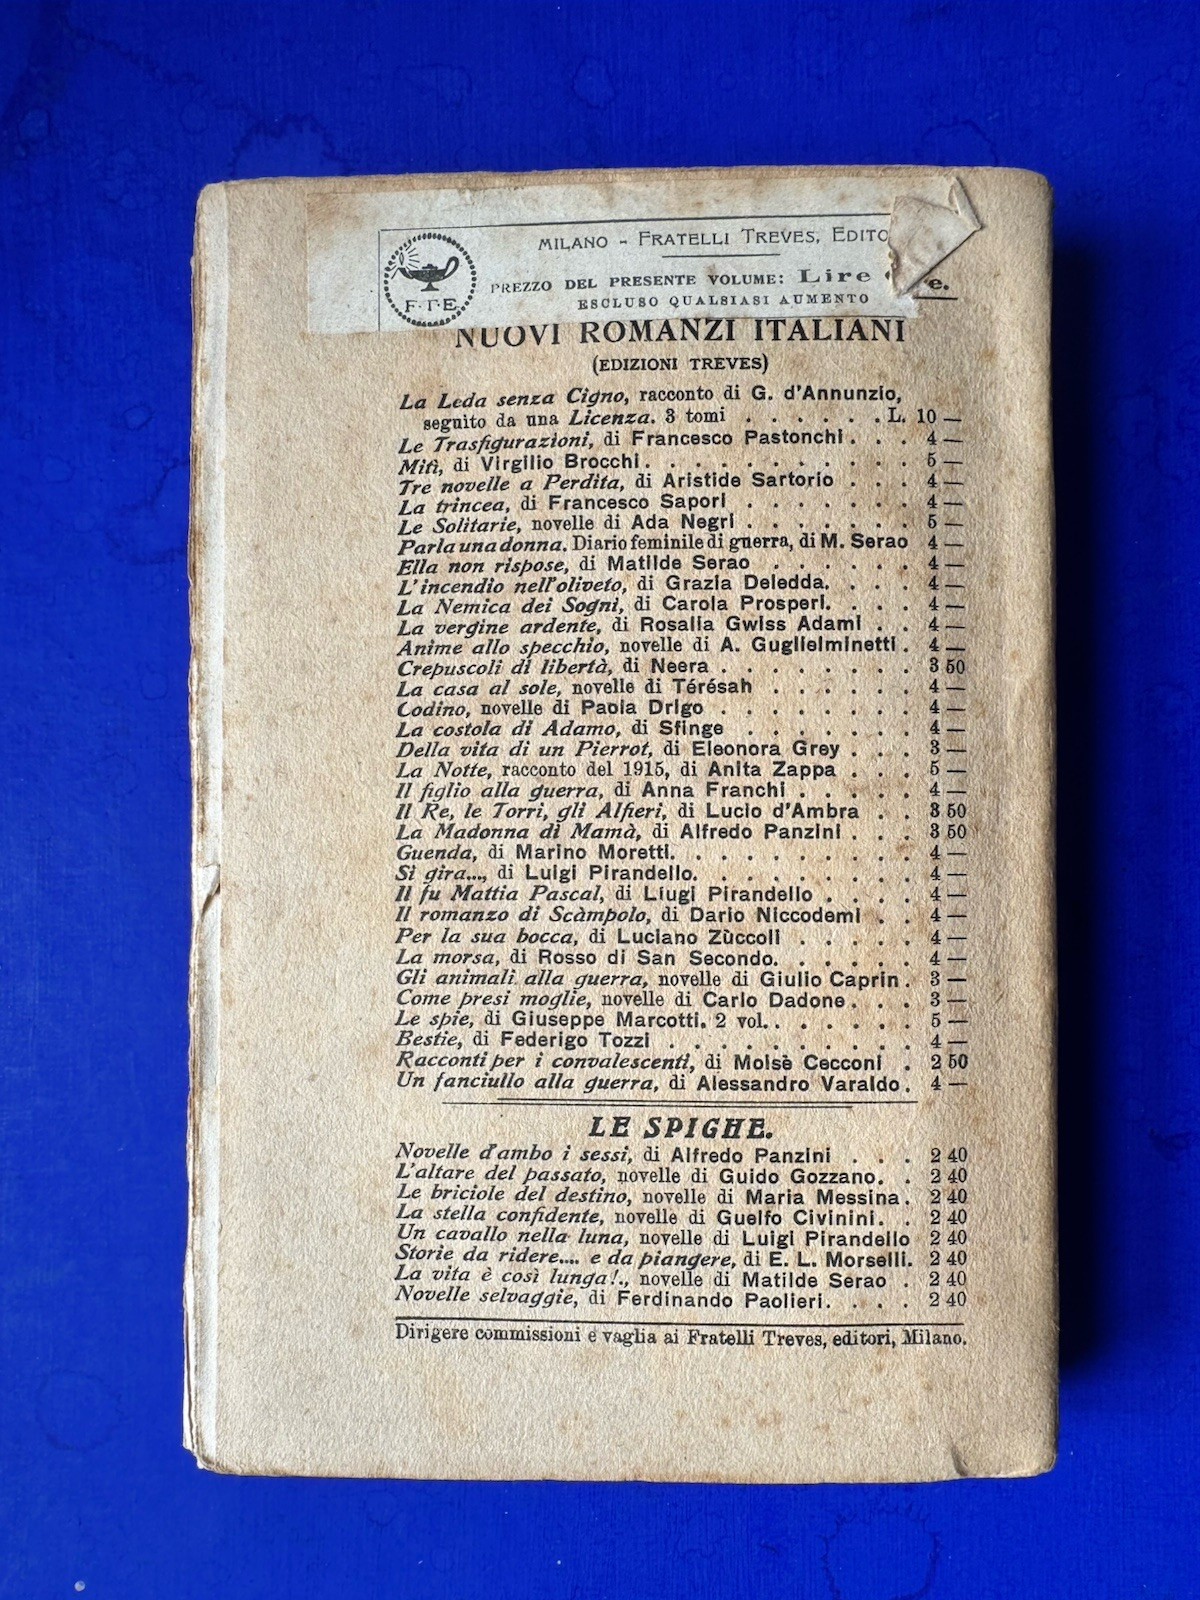 MILANO - FRATELLI TREVES, EDITO
F.T.E.
PREZZO DEL PRESENTE VOLUME: Lire
ESCLUSO QUALSIASI AUMENTO
NUOVI ROMANZI ITALIANI
(EDIZIONI TREVES)
La Leda senza Cigno, racconto di G. d'Annunzio,
seguito da una Licenza. 3 tomi . . . . . . L. 10 —
Le Trasfigurazioni, di Francesco Pastonchi . . . 4 —
Mitì, di Virgilio Brocchi . . . . . . . . . . . 5 —
Tre novelle a Perdita, di Aristide Sartorio . . . 4 —
La trincea, di Francesco Sapori . . . . . . . 4 —
Le Solitarie, novelle di Ada Negri . . . . . . . 5 —
Parla una donna. Diario feminile di guerra, di M. Serao 4 —
Ella non rispose, di Matilde Serao . . . . . . 4 —
L'incendio nell'oliveto, di Grazia Deledda. . . . 4 —
La Nemica dei Sogni, di Carola Prosperi. . . . 4 —
La vergine ardente, di Rosalia Gwiss Adami . . 4 —
Anime allo specchio, novelle di A. Guglielminetti . 4 —
Crepuscoli di libertà, di Neera . . . . . . . . 3 50
La casa al sole, novelle di Térésah . . . . . . 4 —
Codino, novelle di Paola Drigo . . . . . . . . 4 —
La costola di Adamo, di Sfinge . . . . . . . 4 —
Della vita di un Pierrot, di Eleonora Grey . . . 3 —
La Notte, racconto del 1915, di Anita Zappa . . . 5 —
Il figlio alla guerra, di Anna Franchi . . . . . 4 —
Il Re, le Torri, gli Alfieri, di Lucio d'Ambra . . 3 50
La Madonna di Mamà, di Alfredo Panzini . . . 3 50
Guenda, di Marino Moretti. . . . . . . . . . 4 —
Si gira..., di Luigi Pirandello. . . . . . . . . 4 —
Il fu Mattia Pascal, di Liugi Pirandello . . . . 4 —
Il romanzo di Scàmpolo, di Dario Niccodemi . . 4 —
Per la sua bocca, di Luciano Zùccoli . . . . . 4 —
La morsa, di Rosso di San Secondo. . . . . . 4 —
Gli animali alla guerra, novelle di Giulio Caprin . 3 —
Come presi moglie, novelle di Carlo Dadone . . . 3 —
Le spie, di Giuseppe Marcotti. 2 vol. . . . . . . 5 —
Bestie, di Federigo Tozzi . . . . . . . . . . 4 —
Racconti per i convalescenti, di Moisè Cecconi . 2 50
Un fanciullo alla guerra, di Alessandro Varaldo . 4 —
LE SPIGHE.
Novelle d'ambo i sessi, di Alfredo Panzini . . . 2 40
L'altare del passato, novelle di Guido Gozzano. . 2 40
Le briciole del destino, novelle di Maria Messina . 2 40
La stella confidente, novelle di Guelfo Civinini. . 2 40
Un cavallo nella luna, novelle di Luigi Pirandello 2 40
Storie da ridere.... e da piangere, di E. L. Morselli. 2 40
La vita è così lunga!., novelle di Matilde Serao . 2 40
Novelle selvaggie, di Ferdinando Paolieri. . . . 2 40
Dirigere commissioni e vaglia ai Fratelli Treves, editori, Milano.